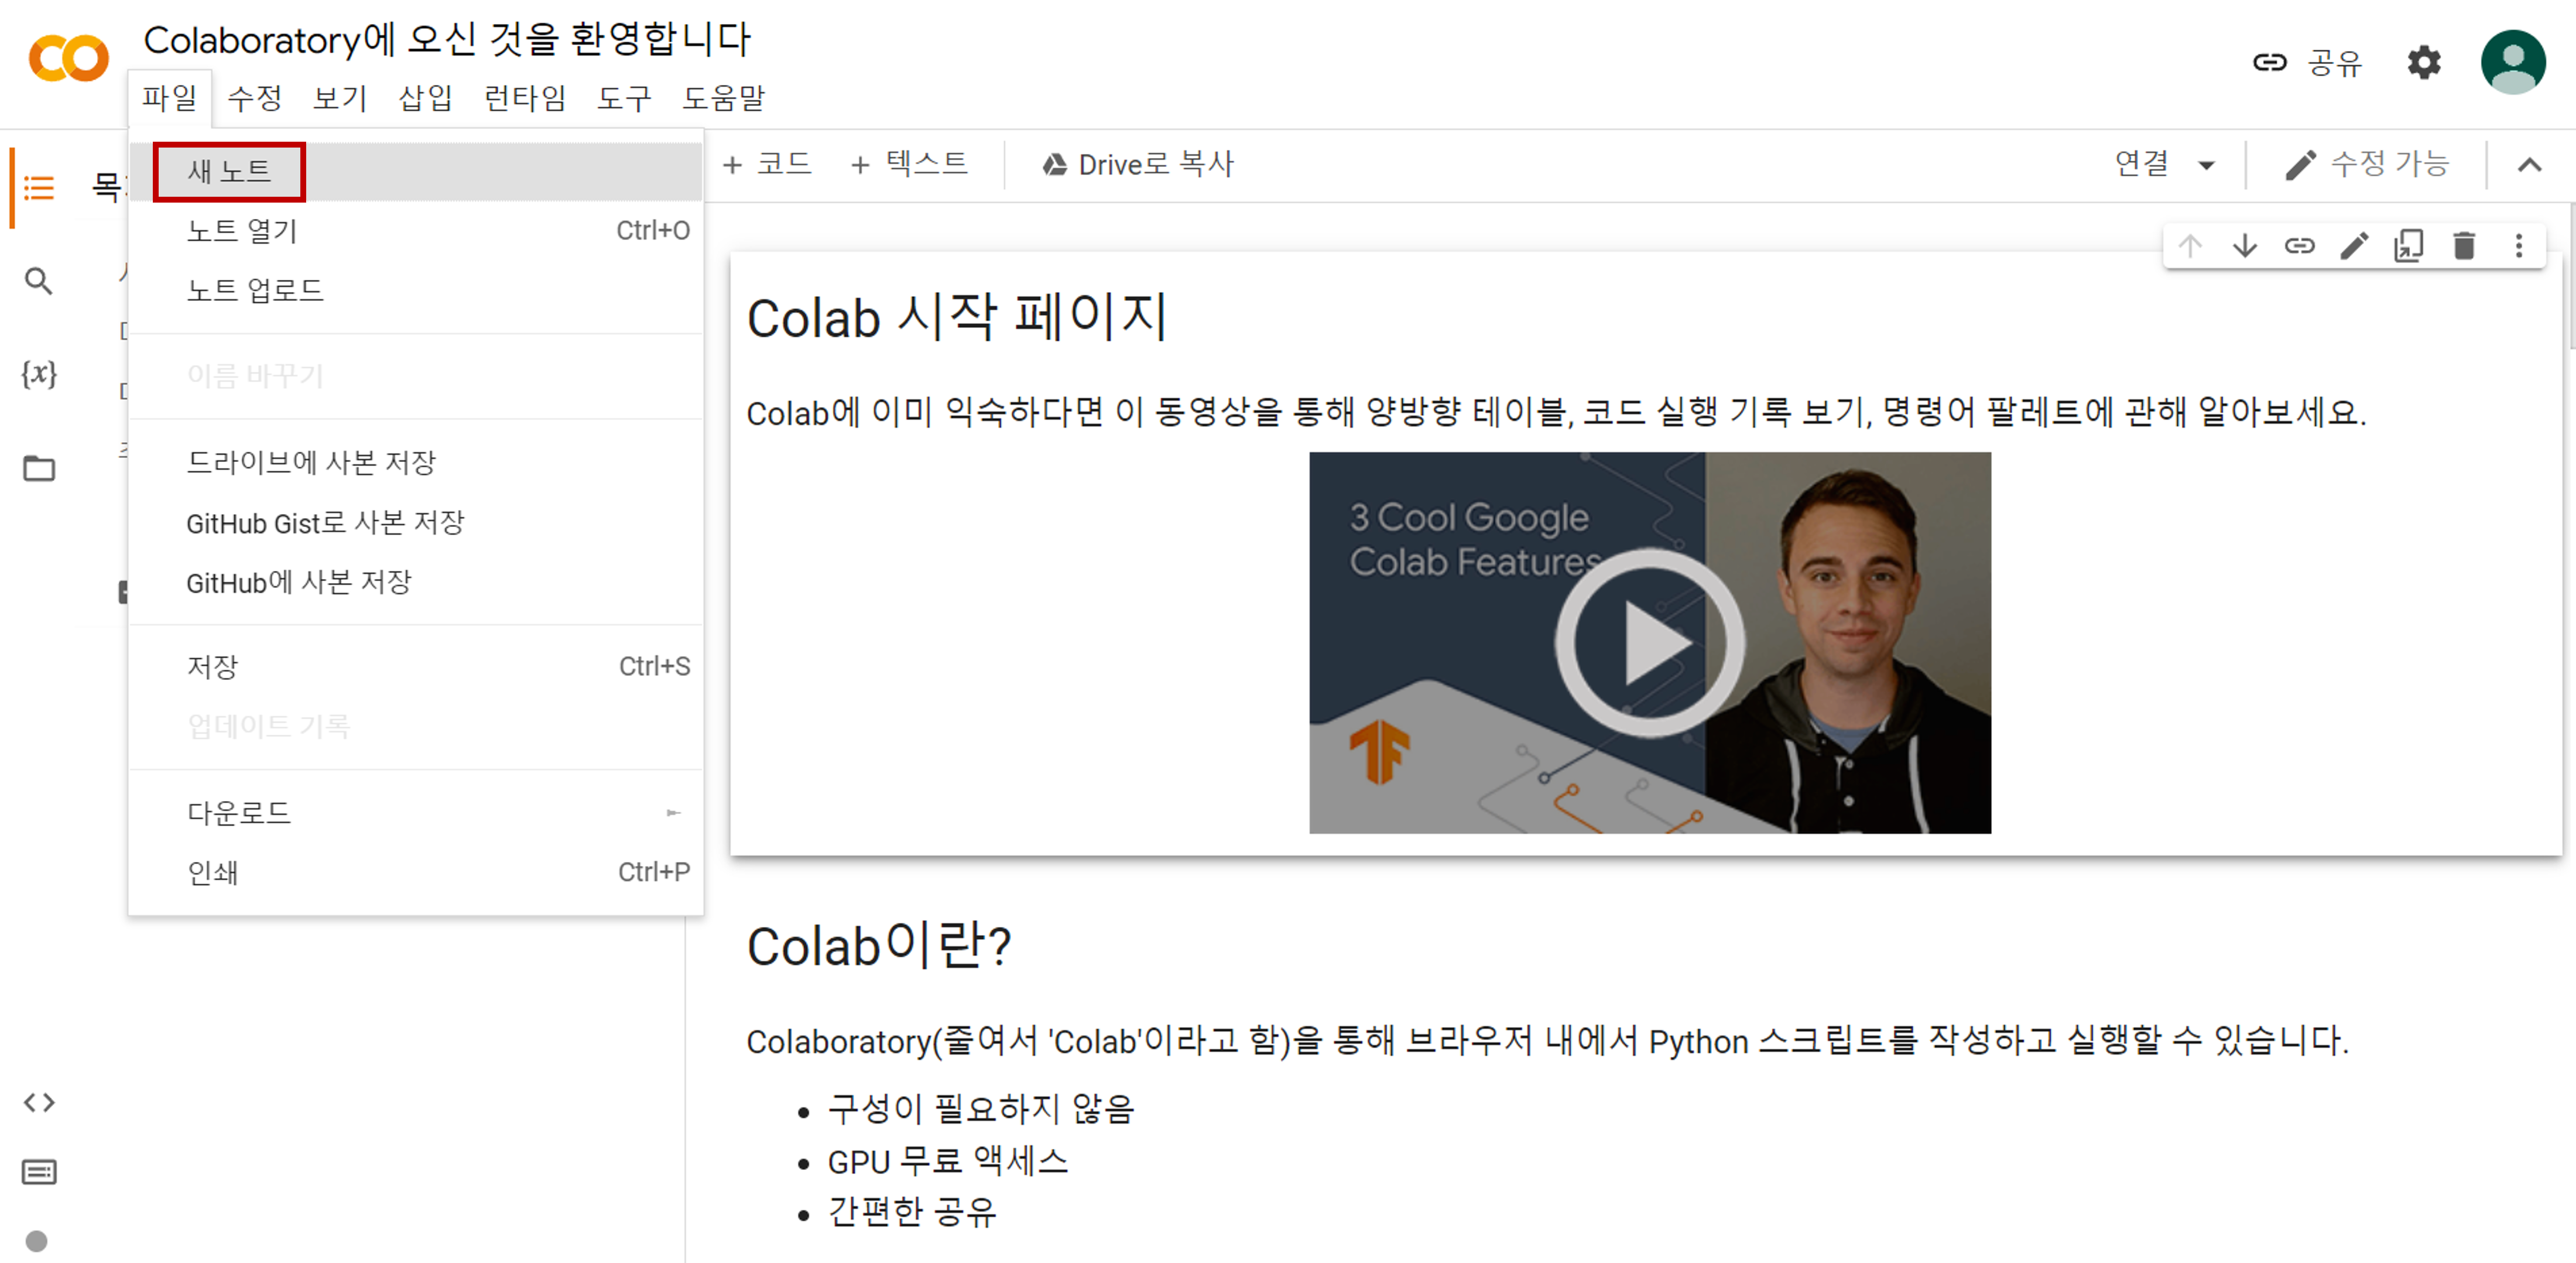 Colaboratory에 오신 것을 환영합니다
파일 수정 보기 삽입 런타임 도구 도움말
공유
새 노트
노트 열기 Ctrl+O
노트 업로드
이름 바꾸기
드라이브에 사본 저장
GitHub Gist로 사본 저장
GitHub에 사본 저장
저장 Ctrl+S
업데이트 기록
다운로드
인쇄 Ctrl+P
+ 코드 + 텍스트 Drive로 복사
연결 수정 가능
{x}
Colab 시작 페이지
Colab에 이미 익숙하다면 이 동영상을 통해 양방향 테이블, 코드 실행 기록 보기, 명령어 팔레트에 관해 알아보세요.
3 Cool Google
Colab Features
Colab이란?
Colaboratory(줄여서 'Colab'이라고 함)을 통해 브라우저 내에서 Python 스크립트를 작성하고 실행할 수 있습니다.
• 구성이 필요하지 않음
• GPU 무료 액세스
• 간편한 공유